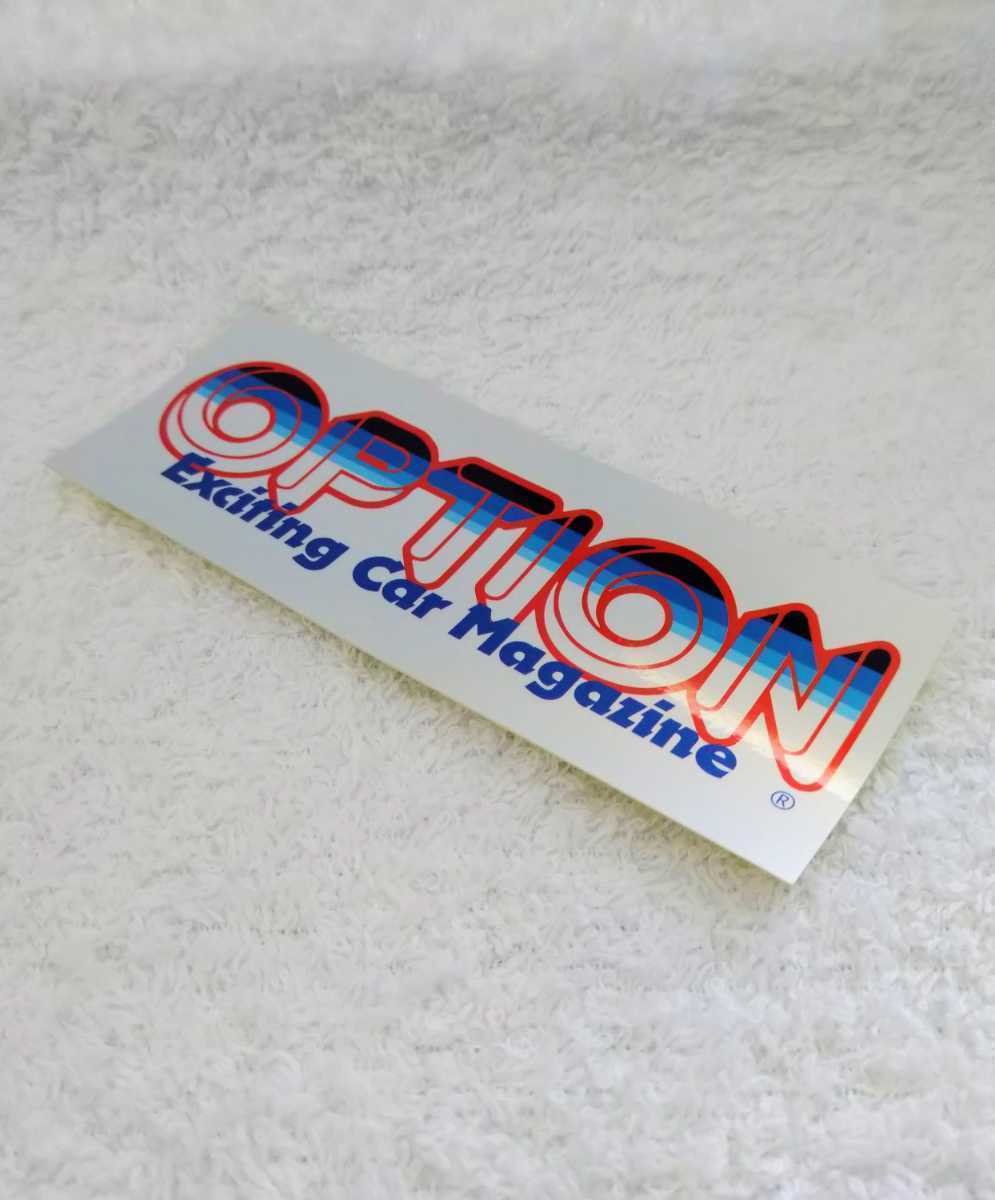 OPTION
Exciting Car Magazine
®